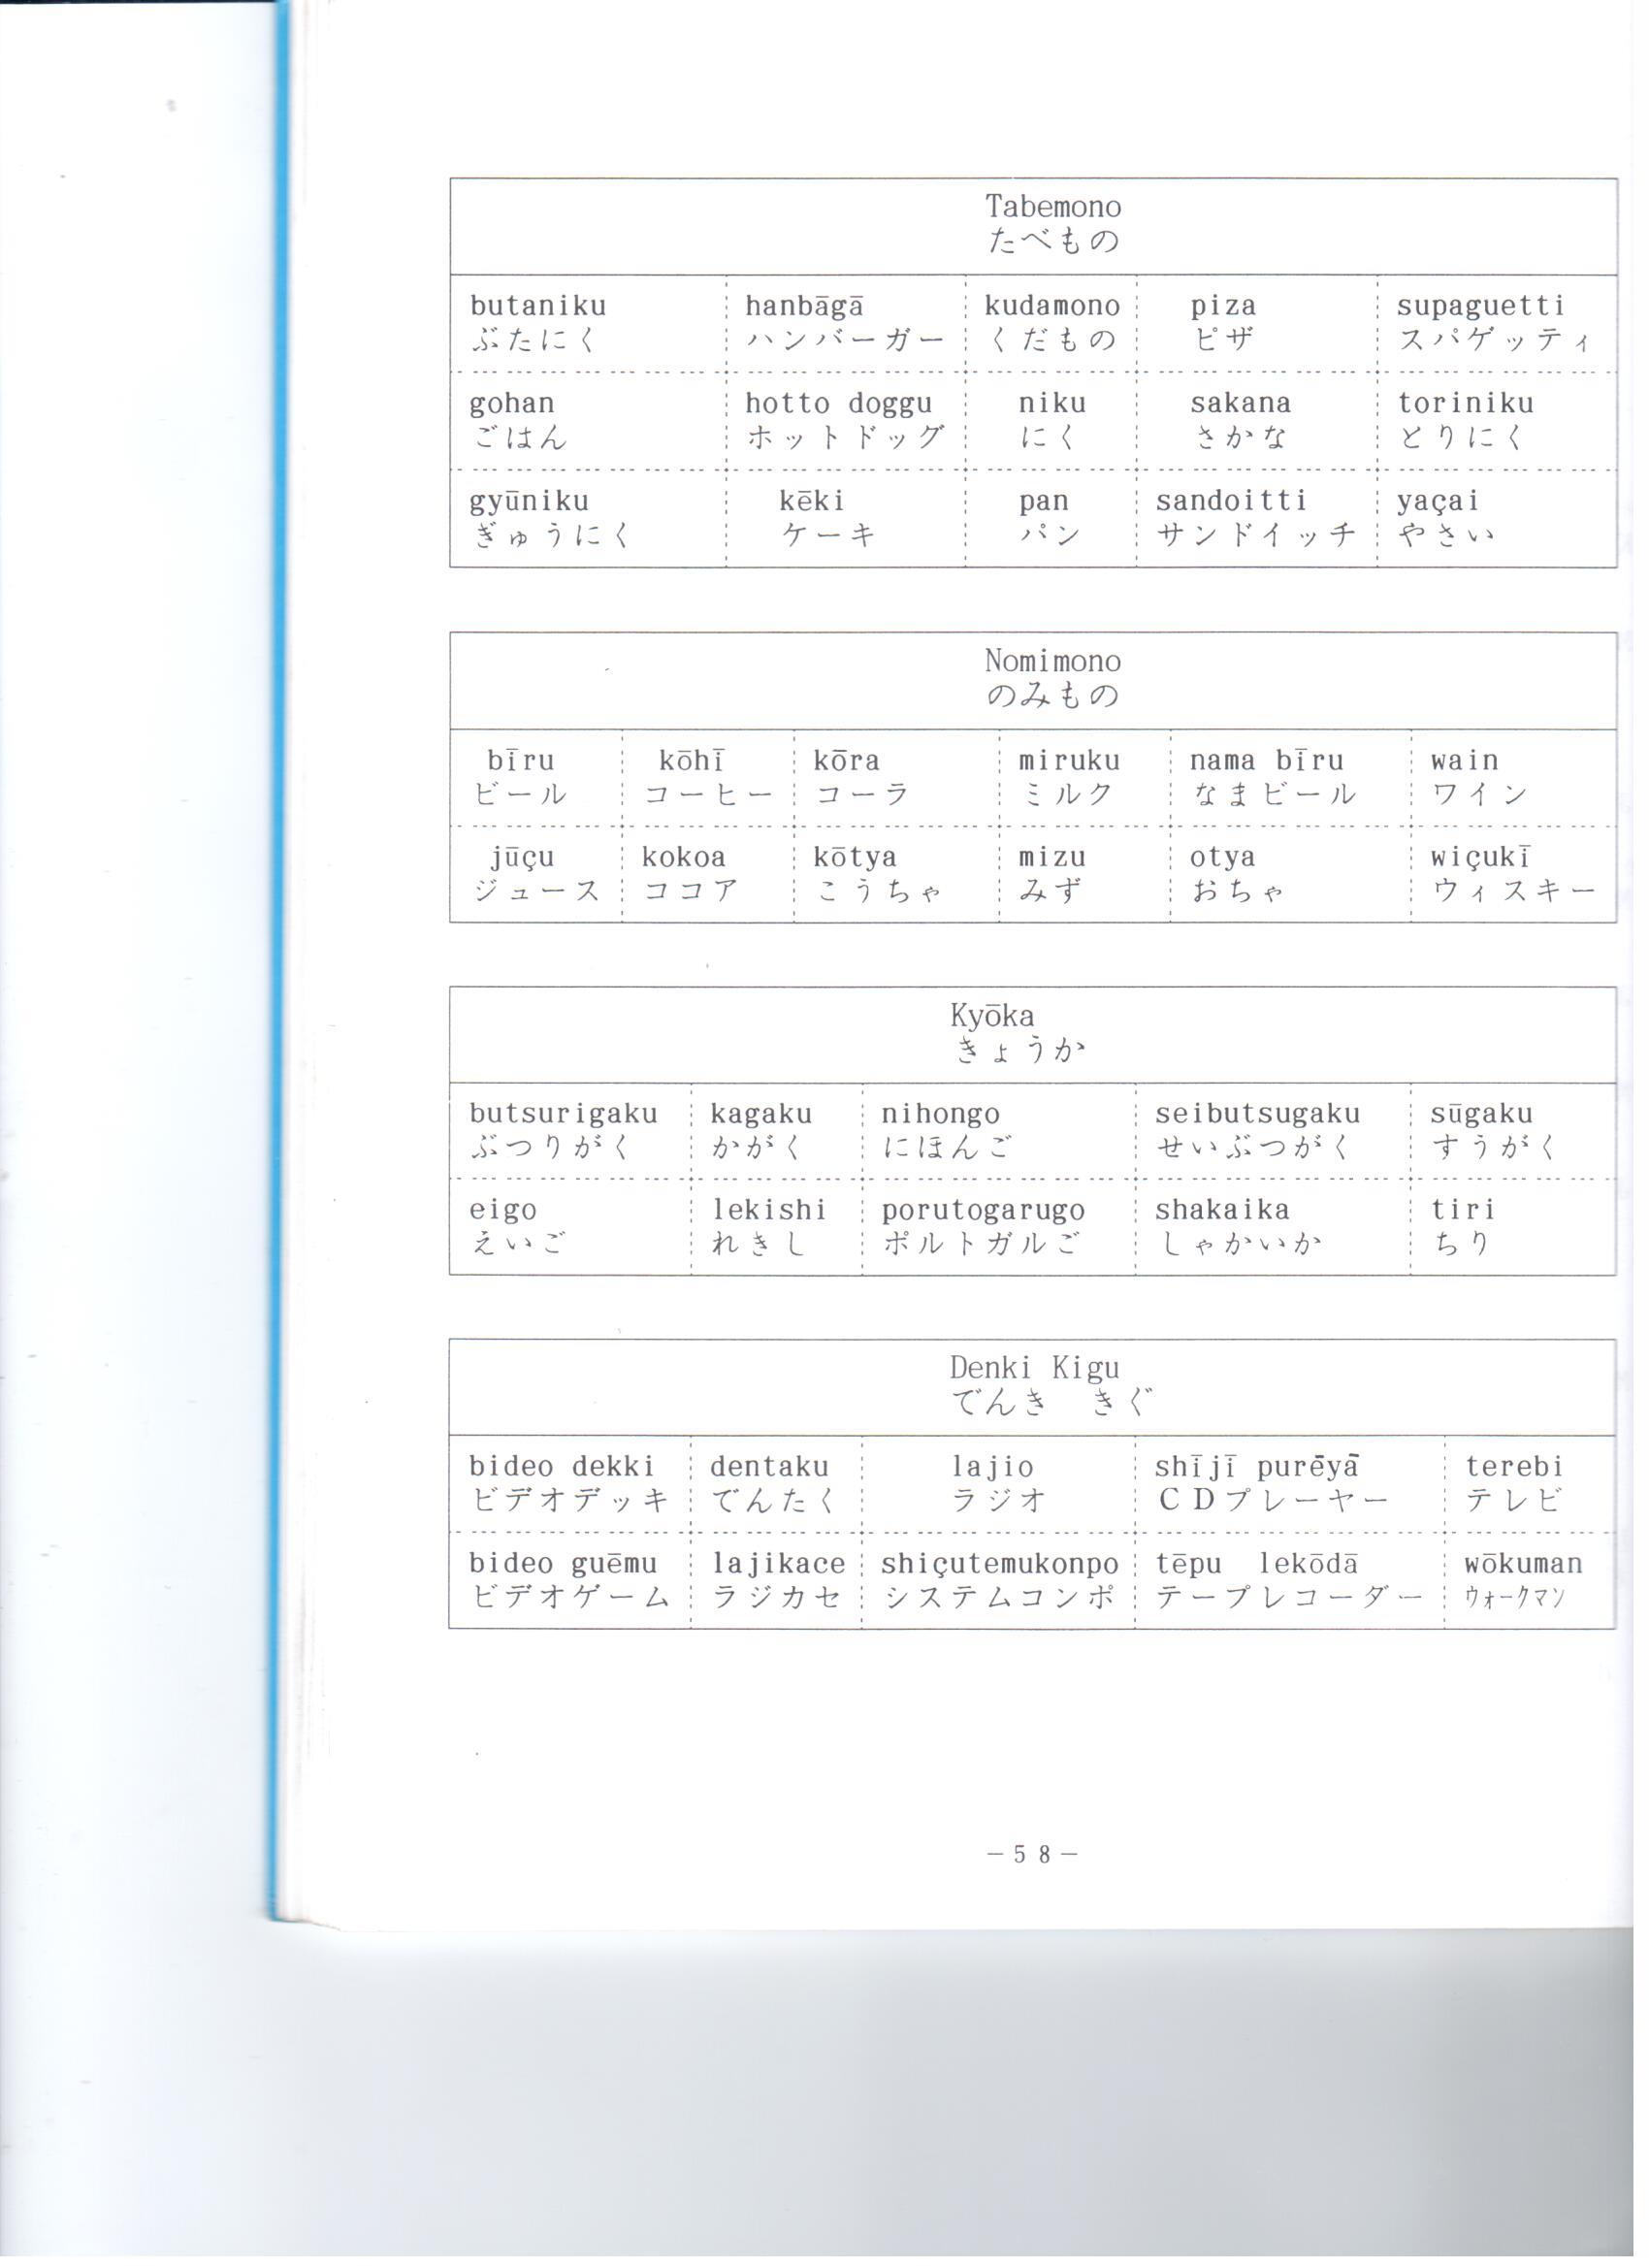 Tabemono
たべもの
butaniku hanbāgā kudamono piza supaguetti
ぶたにく ハンバーガー くだもの ピザ スパゲッティ
gohan hotto doggu niku sakana toriniku
ごはん ホットドッグ にく さかな とりにく
gyūniku kēki pan sandoitti yaçai
ぎゅうにく ケーキ パン サンドイッチ やさい
Nomimono
のみもの
bīru kōhī kōra miruku nama bīru wain
ビール コーヒー コーラ ミルク なまビール ワイン
jūçu kokoa kōtya mizu otya wiçukī
ジュース ココア こうちゃ みず おちゃ ウィスキー
Kyōka
きょうか
butsurigaku kagaku nihongo seibutsugaku sūgaku
ぶつりがく かがく にほんご せいぶつがく すうがく
eigo lekishi porutogarugo shakaika tiri
えいご れきし ポルトガルご しゃかいか ちり
Denki Kigu
でんき きぐ
bideo dekki dentaku lajio shījī purēyā terebi
ビデオデッキ でんたく ラジオ CDプレーヤー テレビ
bideo guēmu lajikace shiçutemukonpo tēpu lekōdā wōkuman
ビデオゲーム ラジカセ システムコンポ テープレコーダー ウォークマン
－58－